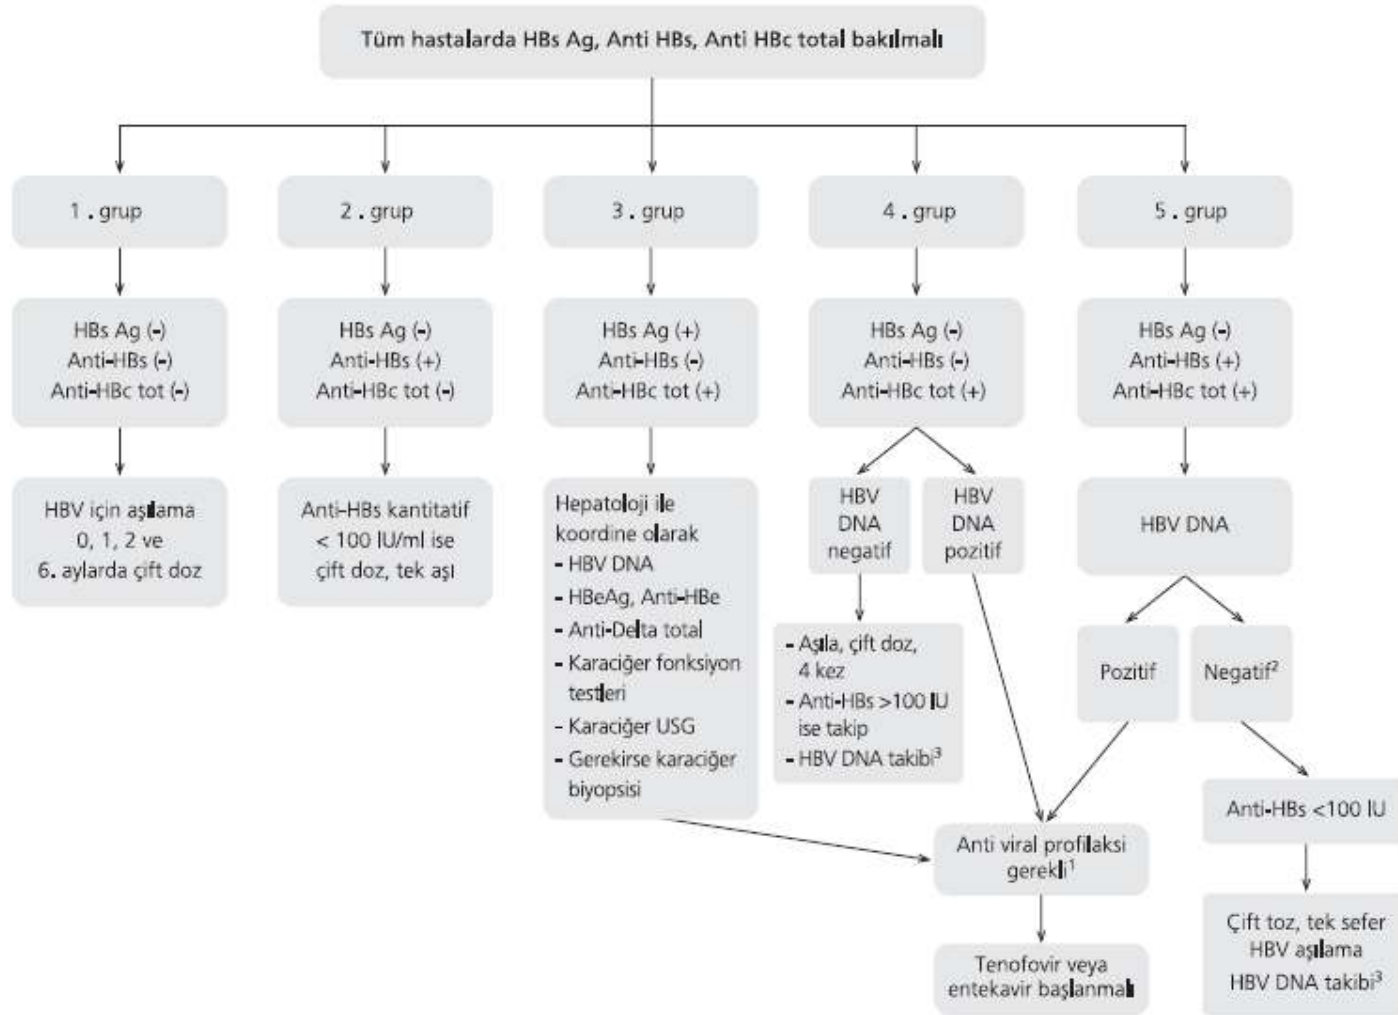 Tüm hastalarda HBs Ag, Anti HBs, Anti HBc total bakılmalı
1 . grup
2 . grup
3 . grup
4 . grup
5 . grup
HBs Ag (-)
Anti-HBs (-)
Anti-HBc tot (-)
HBs Ag (-)
Anti-HBs (+)
Anti-HBc tot (-)
HBs Ag (+)
Anti-HBs (-)
Anti-HBc tot (+)
HBs Ag (-)
Anti-HBs (-)
Anti-HBc tot (+)
HBs Ag (-)
Anti-HBs (+)
Anti-HBc tot (+)
HBV için aşılama
0, 1, 2 ve
6. aylarda çift doz
Anti-HBs kantitatif
< 100 IU/ml ise
çift doz, tek aşı
Hepatoloji ile
koordine olarak
- HBV DNA
- HBeAg, Anti-HBe
- Anti-Delta total
- Karaciğer fonksiyon
testleri
- Karaciğer USG
- Gerekirse karaciğer
biyopsisi
HBV
DNA
negatif
HBV
DNA
pozitif
HBV DNA
- Aşıla, çift doz,
4 kez
- Anti-HBs >100 IU
ise takip
- HBV DNA takibi³
Pozitif
Negatif²
Anti-HBs <100 IU
Anti viral profilaksi
gerekli¹
Çift toz, tek sefer
HBV aşılama
HBV DNA takibi³
Tenofovir veya
entekavir başlanmalı